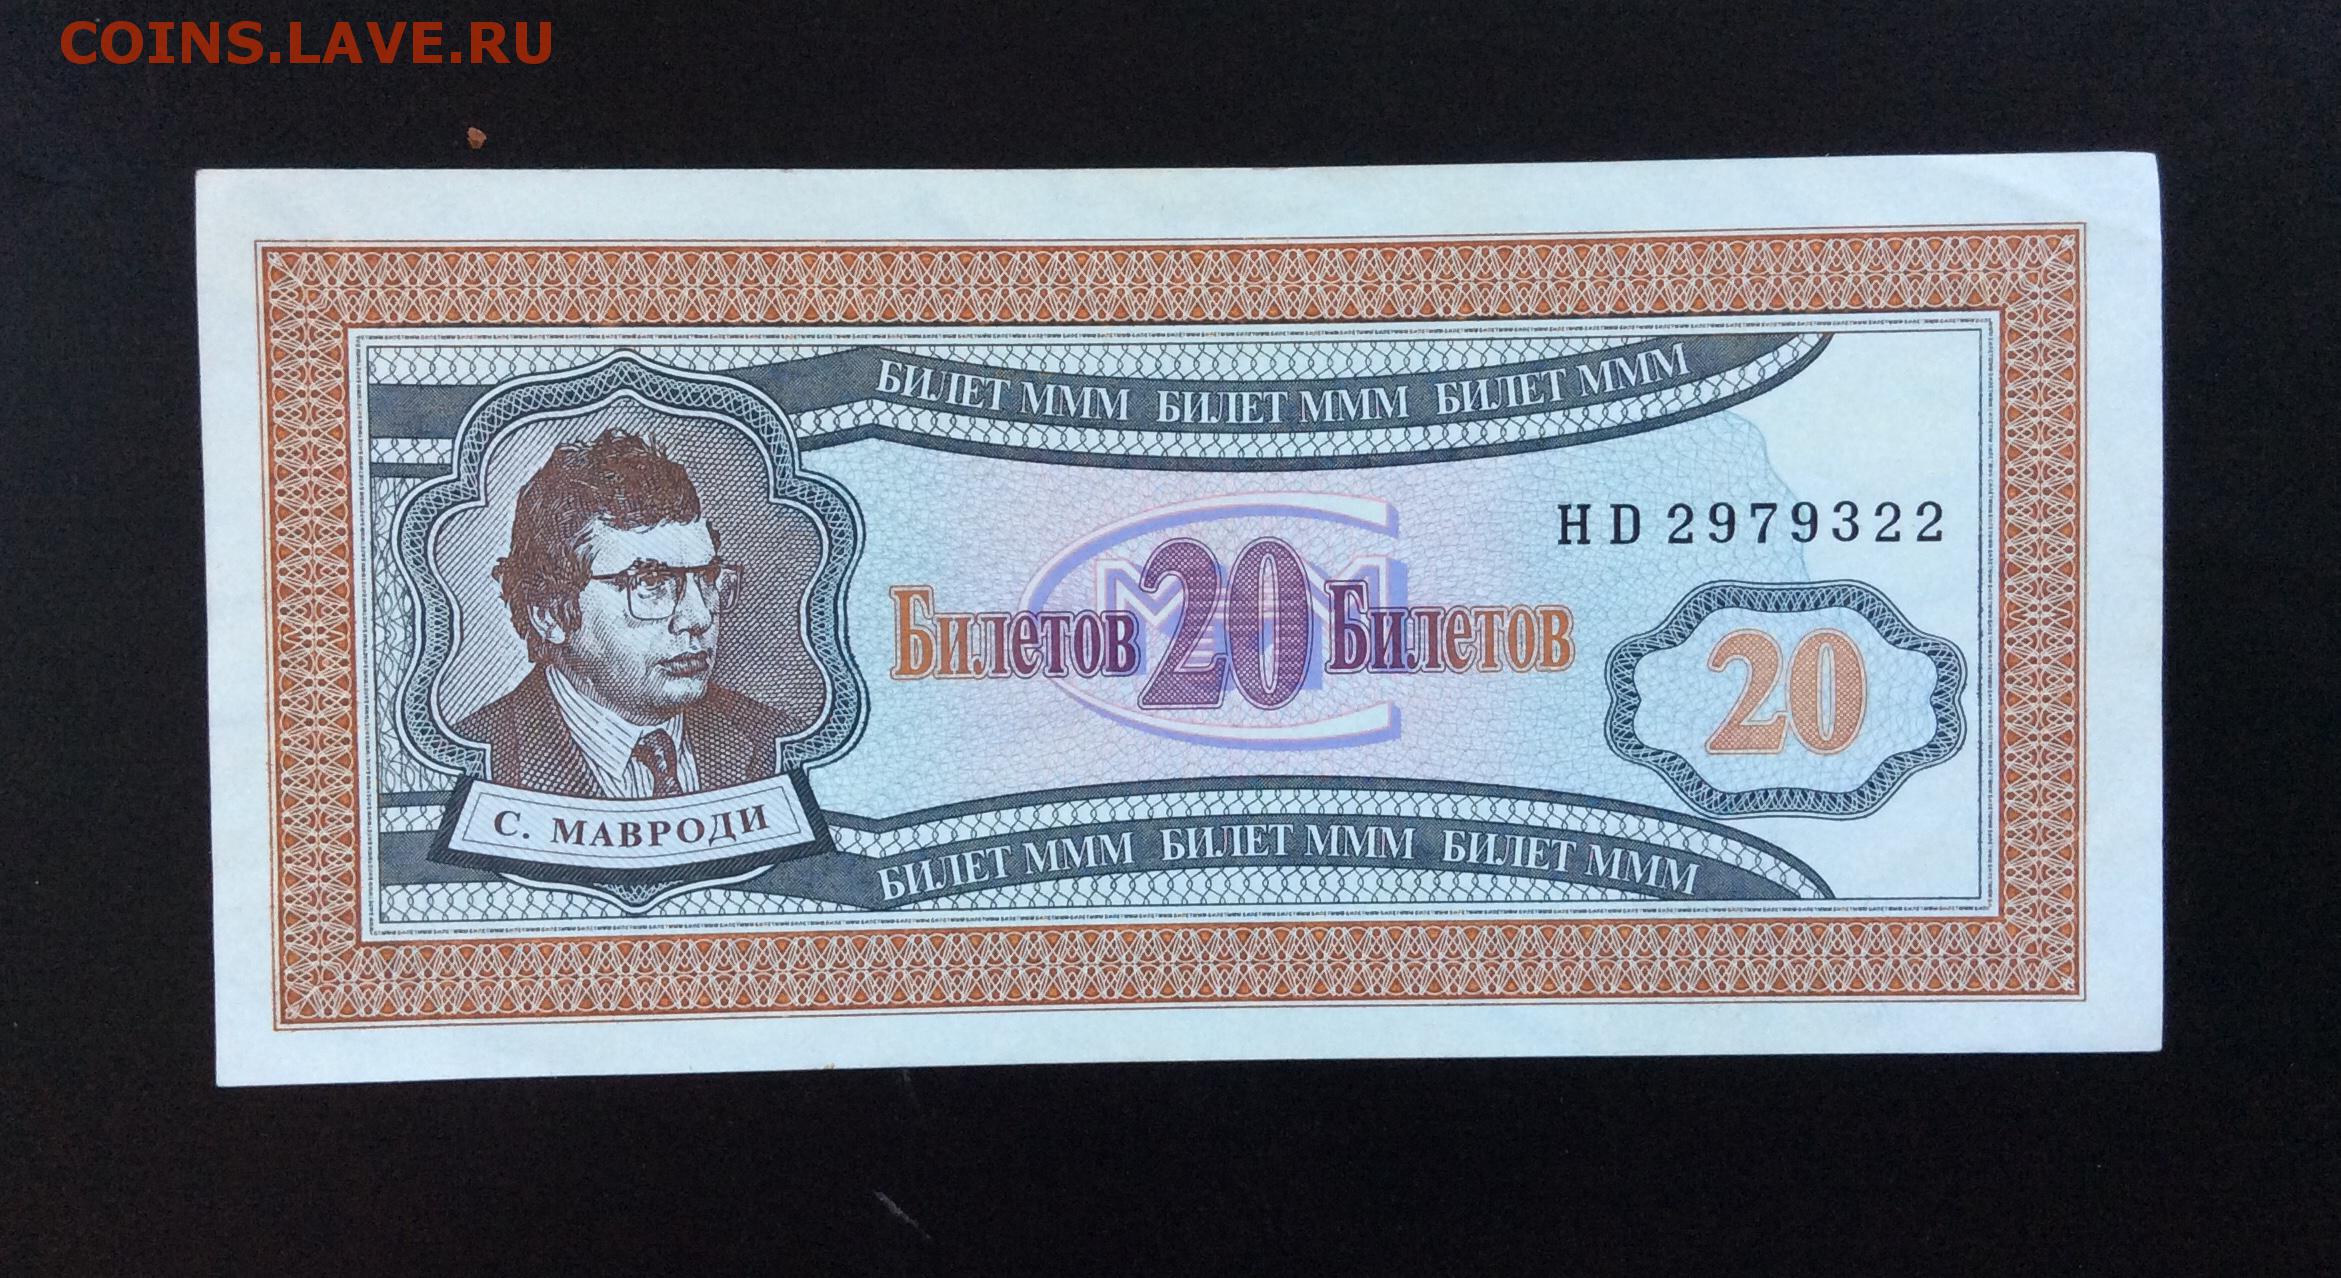 COINS.LAVE.RU
БИЛЕТ МММ БИЛЕТ МММ БИЛЕТ МММ
HD 2979322
МММ
Билетов 20 Билетов
20
С. МАВРОДИ
БИЛЕТ МММ БИЛЕТ МММ БИЛЕТ МММ